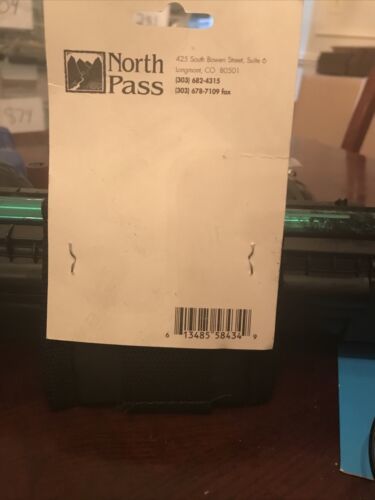 281
North
Pass
425 South Bowen Street, Suite 6
Longmont, CO 80501
(303) 682-4315
(303) 678-7109 fax
6 13485 58434 9